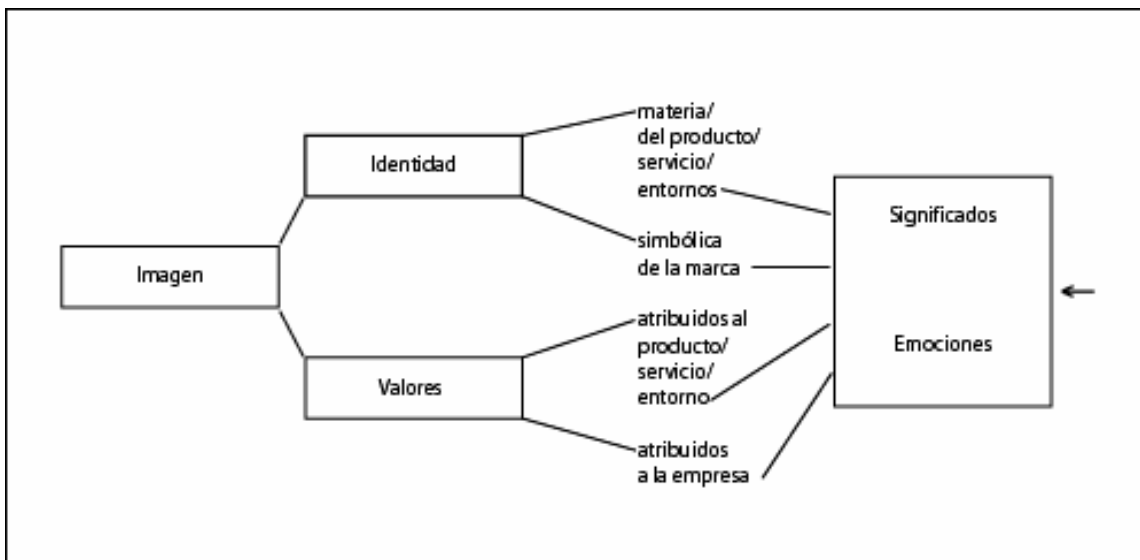 Imagen
Identidad
Valores
materia/
del producto/
servicio/
entornos
simbólica
de la marca
atribuidos al
producto/
servicio/
entorno
atribuidos
a la empresa
Significados
Emociones